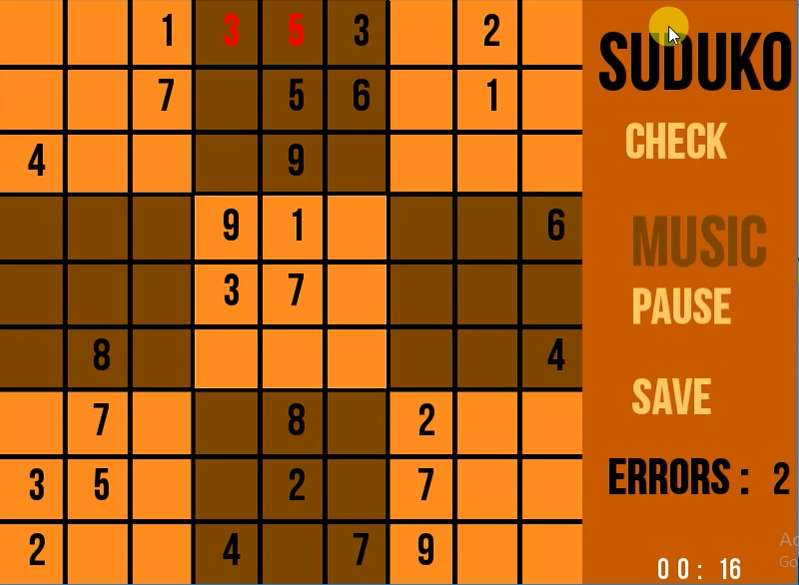 1 3 5 3 2
7 5 6 1
4 9
9 1 6
3 7
8 4
7 8 2
3 5 2 7
2 4 7 9
SUDUKO
CHECK
MUSIC
PAUSE
SAVE
ERRORS : 2
00 : 16